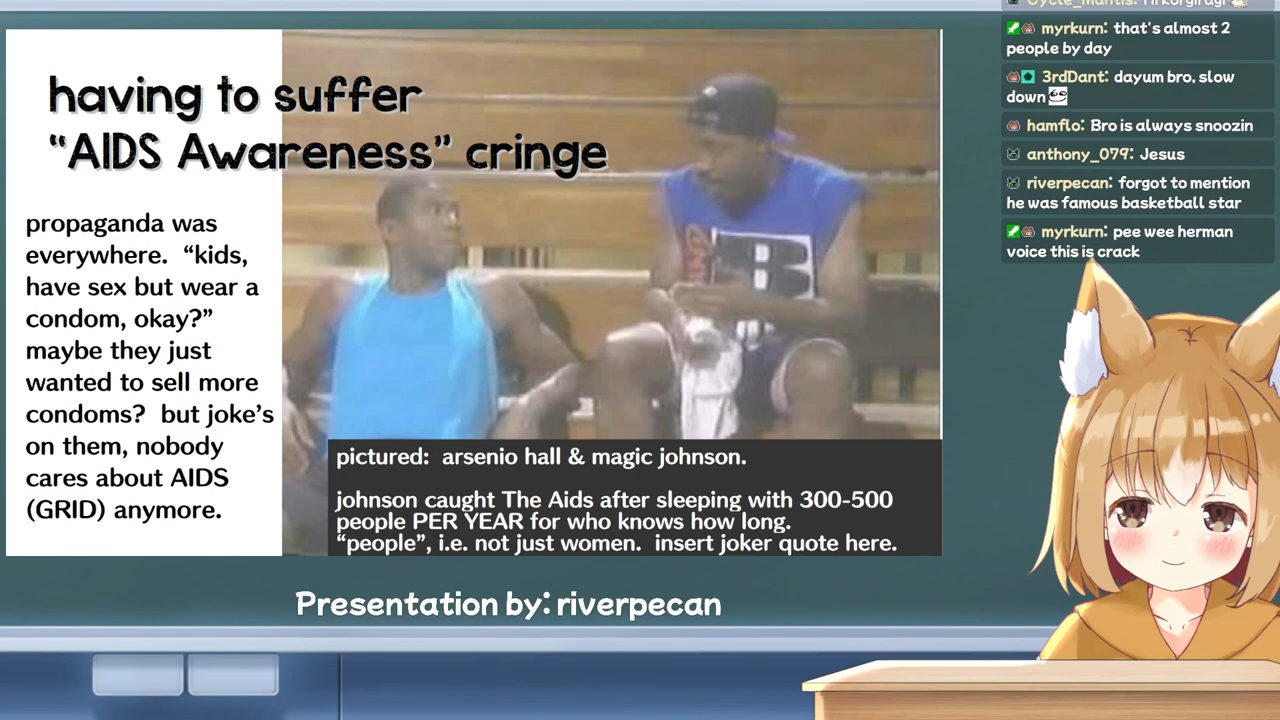 having to suffer
“AIDS Awareness” cringe
propaganda was
everywhere. “kids,
have sex but wear a
condom, okay?”
maybe they just
wanted to sell more
condoms? but joke’s
on them, nobody
cares about AIDS
(GRID) anymore.
pictured: arsenio hall & magic johnson.
johnson caught The Aids after sleeping with 300-500
people PER YEAR for who knows how long.
“people”, i.e. not just women. insert joker quote here.
Presentation by: riverpecan
myrkurn: that's almost 2
people by day
3rdDant: dayum bro, slow
down
hamflo: Bro is always snoozin
anthony_079: Jesus
riverpecan: forgot to mention
he was famous basketball star
myrkurn: pee wee herman
voice this is crack